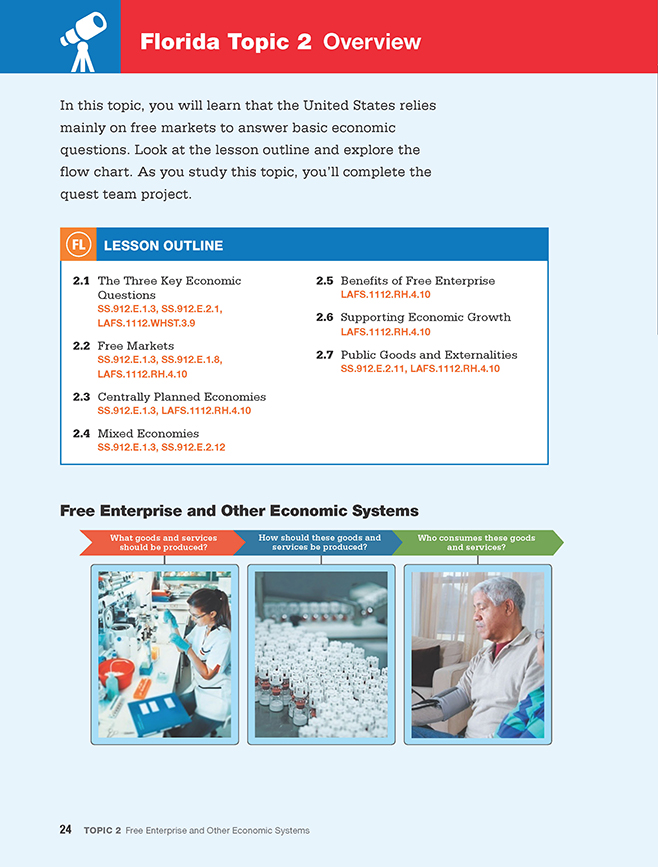 Florida Topic 2 Overview
In this topic, you will learn that the United States relies
mainly on free markets to answer basic economic
questions. Look at the lesson outline and explore the
flow chart. As you study this topic, you'll complete the
quest team project.
FL LESSON OUTLINE
2.1 The Three Key Economic
Questions
SS.912.E.1.3, SS.912.E.2.1,
LAFS.1112.WHST.3.9
2.2 Free Markets
SS.912.E.1.3, SS.912.E.1.8,
LAFS.1112.RH.4.10
2.3 Centrally Planned Economies
SS.912.E.1.3, LAFS.1112.RH.4.10
2.4 Mixed Economies
SS.912.E.1.3, SS.912.E.2.12
2.5 Benefits of Free Enterprise
LAFS.1112.RH.4.10
2.6 Supporting Economic Growth
LAFS.1112.RH.4.10
2.7 Public Goods and Externalities
SS.912.E.2.11, LAFS.1112.RH.4.10
Free Enterprise and Other Economic Systems
What goods and services
should be produced?
How should these goods and
services be produced?
Who consumes these goods
and services?
24 TOPIC 2 Free Enterprise and Other Economic Systems